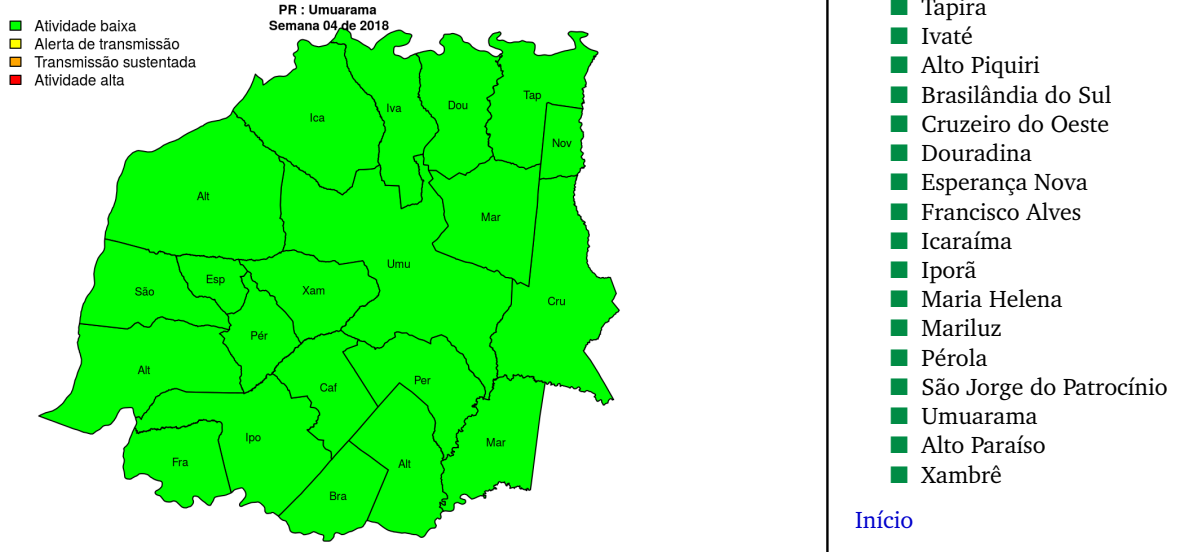 PR : Umuarama
Semana 04 de 2018
Atividade baixa
Alerta de transmissão
Transmissão sustentada
Atividade alta
Ica
Iva
Dou
Tap
Nov
Alt
Mar
Umu
Esp
São
Xam
Cru
Pér
Alt
Caf
Per
Ipo
Mar
Fra
Alt
Bra
Tapira
Ivaté
Alto Piquiri
Brasilândia do Sul
Cruzeiro do Oeste
Douradina
Esperança Nova
Francisco Alves
Icaraíma
Iporã
Maria Helena
Mariluz
Pérola
São Jorge do Patrocínio
Umuarama
Alto Paraíso
Xambrê
Início